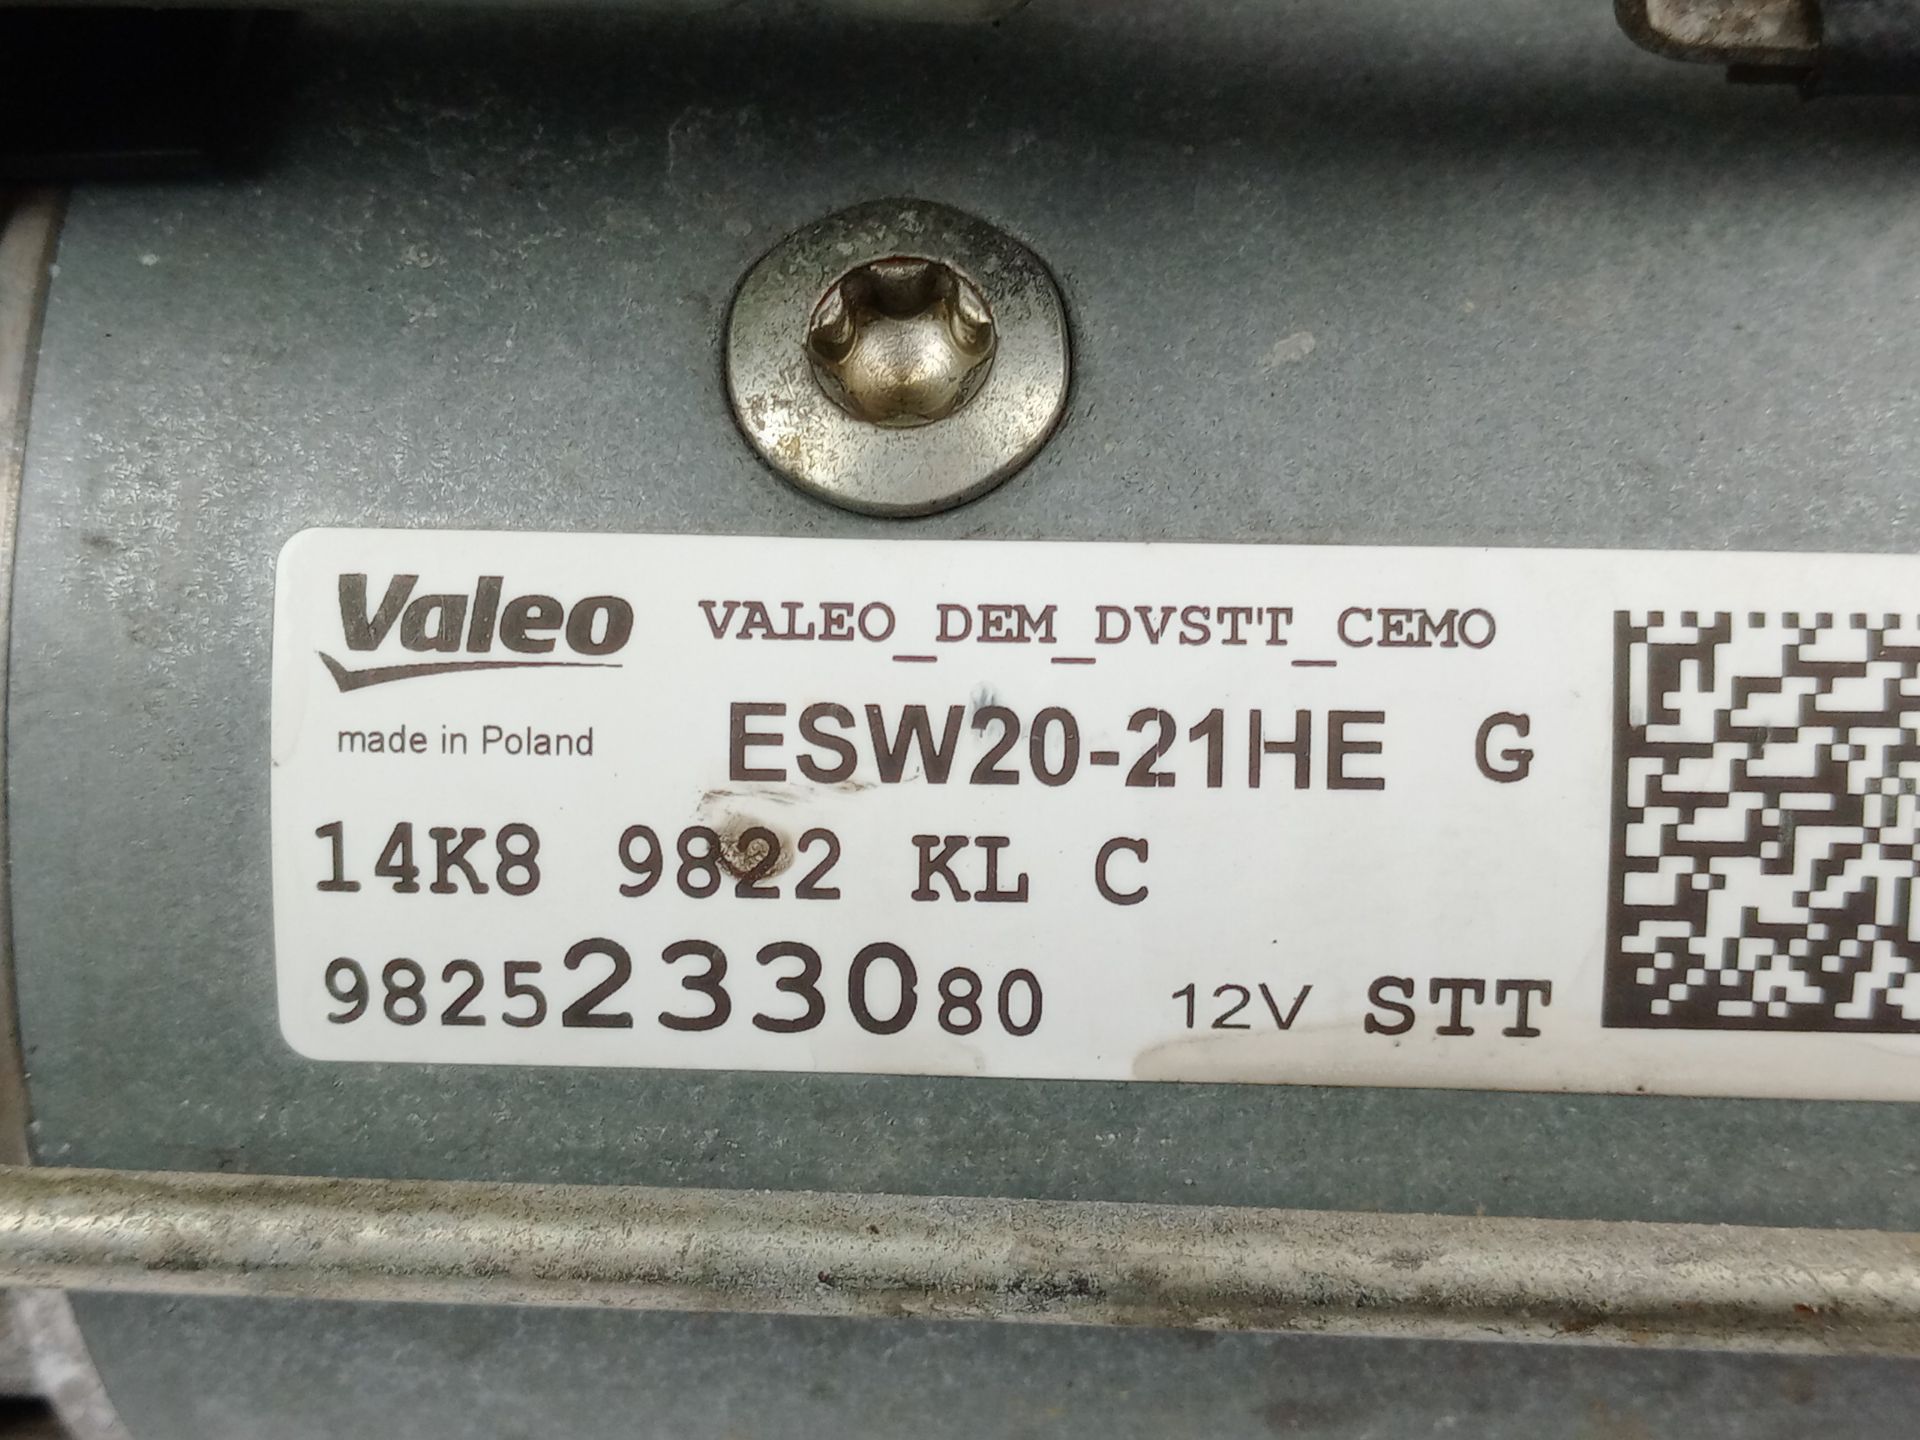 Valeo VALEO_DEM_DVSTT_CEMO
made in Poland ESW20-21HE G
14K8 9822 KL C
9825233080 12V STT